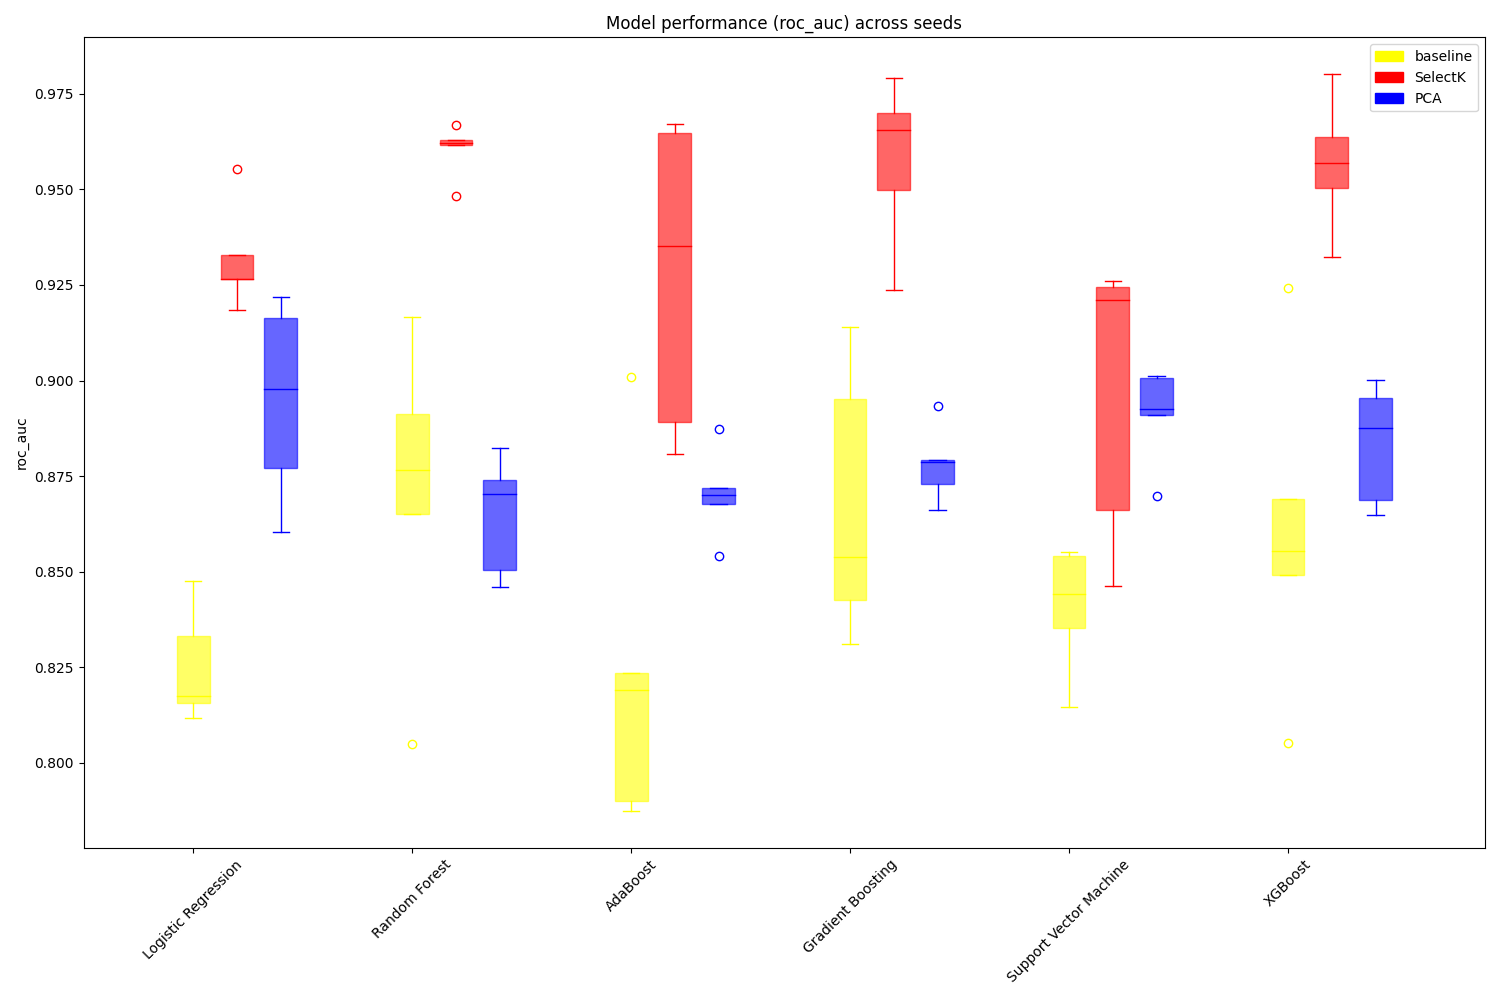 Model performance (roc_auc) across seeds
baseline
SelectK
PCA
roc_auc
0.975
0.950
0.925
0.900
0.875
0.850
0.825
0.800
Logistic Regression
Random Forest
AdaBoost
Gradient Boosting
Support Vector Machine
XGBoost